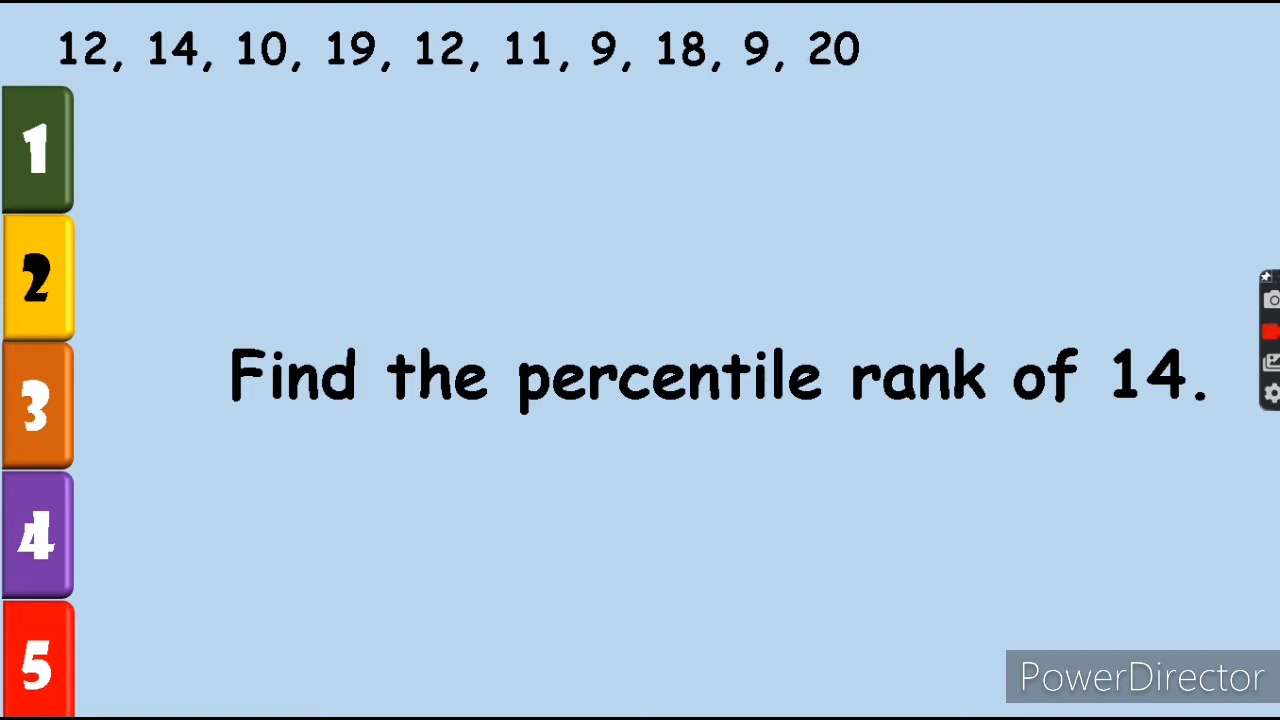 12, 14, 10, 19, 12, 11, 9, 18, 9, 20
1
2
3
Find the percentile rank of 14.
4
5
PowerDirector